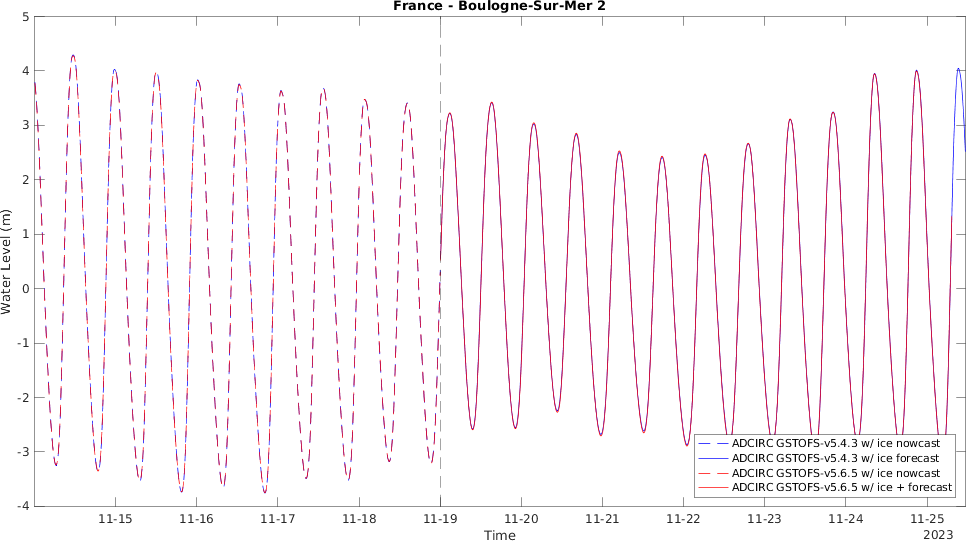 France - Boulogne-Sur-Mer 2
5
4
3
2
1
0
-1
-2
-3
-4
Water Level (m)
11-15 11-16 11-17 11-18 11-19 11-20 11-21 11-22 11-23 11-24 11-25
Time
2023
ADCIRC GSTOFS-v5.4.3 w/ ice nowcast
ADCIRC GSTOFS-v5.4.3 w/ ice forecast
ADCIRC GSTOFS-v5.6.5 w/ ice nowcast
ADCIRC GSTOFS-v5.6.5 w/ ice + forecast